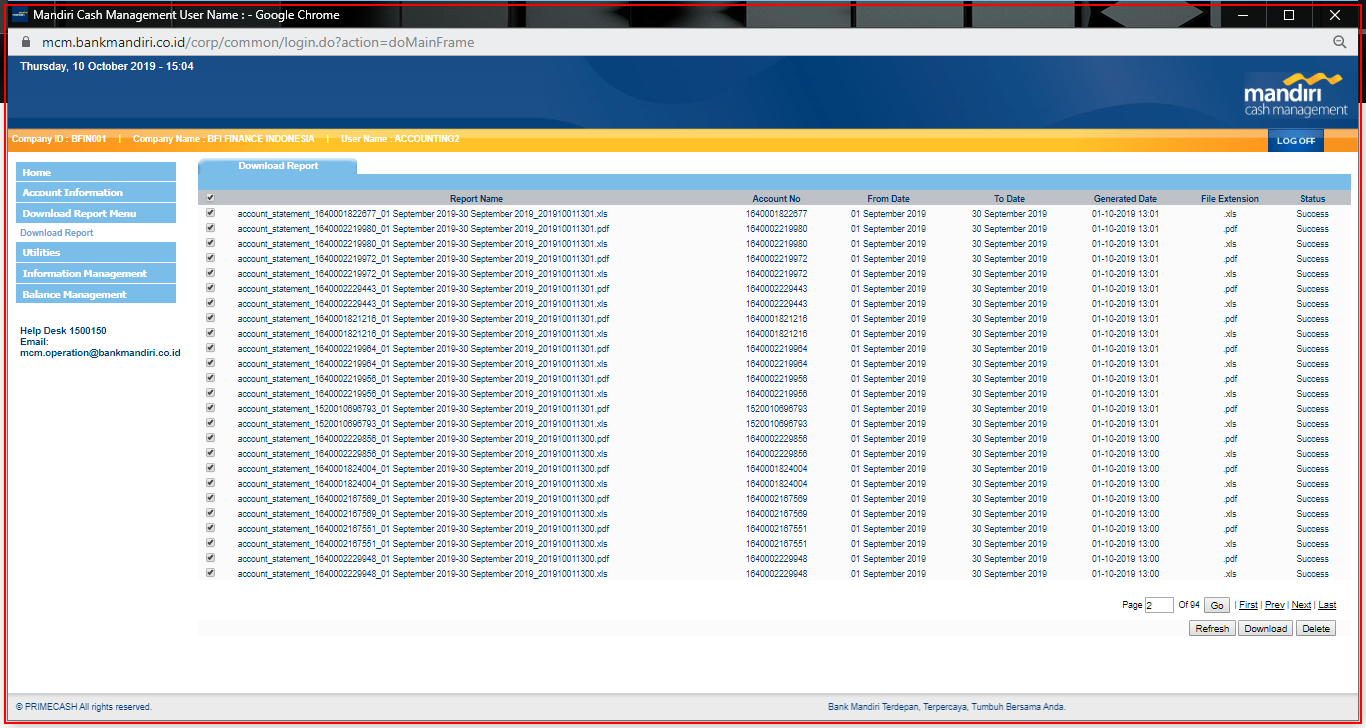 Mandiri Cash Management User Name : - Google Chrome
mcm.bankmandiri.co.id/corp/common/login.do?action=doMainFrame
Thursday, 10 October 2019 - 15:04
mandiri
cash management
Company ID : BFIN001 | Company Name : BFI FINANCE INDONESIA | User Name : ACCOUNTING2
LOG OFF
Home
Account Information
Download Report Menu
Download Report
Utilities
Information Management
Balance Management
Help Desk 1500150
Email:
mcm.operation@bankmandiri.co.id
Download Report
Report Name Account No From Date To Date Generated Date File Extension Status
account_statement_1640001822677_01 September 2019-30 September 2019_201910011301.xls 1640001822677 01 September 2019 30 September 2019 01-10-2019 13:01 .xls Success
account_statement_1640002219980_01 September 2019-30 September 2019_201910011301.pdf 1640002219980 01 September 2019 30 September 2019 01-10-2019 13:01 .pdf Success
account_statement_1640002219980_01 September 2019-30 September 2019_201910011301.xls 1640002219980 01 September 2019 30 September 2019 01-10-2019 13:01 .xls Success
account_statement_1640002219972_01 September 2019-30 September 2019_201910011301.pdf 1640002219972 01 September 2019 30 September 2019 01-10-2019 13:01 .pdf Success
account_statement_1640002219972_01 September 2019-30 September 2019_201910011301.xls 1640002219972 01 September 2019 30 September 2019 01-10-2019 13:01 .xls Success
account_statement_1640002229443_01 September 2019-30 September 2019_201910011301.pdf 1640002229443 01 September 2019 30 September 2019 01-10-2019 13:01 .pdf Success
account_statement_1640002229443_01 September 2019-30 September 2019_201910011301.xls 1640002229443 01 September 2019 30 September 2019 01-10-2019 13:01 .xls Success
account_statement_1640001821216_01 September 2019-30 September 2019_201910011301.pdf 1640001821216 01 September 2019 30 September 2019 01-10-2019 13:01 .pdf Success
account_statement_1640001821216_01 September 2019-30 September 2019_201910011301.xls 1640001821216 01 September 2019 30 September 2019 01-10-2019 13:01 .xls Success
account_statement_1640002219964_01 September 2019-30 September 2019_201910011301.pdf 1640002219964 01 September 2019 30 September 2019 01-10-2019 13:01 .pdf Success
account_statement_1640002219964_01 September 2019-30 September 2019_201910011301.xls 1640002219964 01 September 2019 30 September 2019 01-10-2019 13:01 .xls Success
account_statement_1640002219956_01 September 2019-30 September 2019_201910011301.pdf 1640002219956 01 September 2019 30 September 2019 01-10-2019 13:01 .pdf Success
account_statement_1640002219956_01 September 2019-30 September 2019_201910011301.xls 1640002219956 01 September 2019 30 September 2019 01-10-2019 13:01 .xls Success
account_statement_1520010696793_01 September 2019-30 September 2019_201910011301.pdf 1520010696793 01 September 2019 30 September 2019 01-10-2019 13:01 .pdf Success
account_statement_1520010696793_01 September 2019-30 September 2019_201910011301.xls 1520010696793 01 September 2019 30 September 2019 01-10-2019 13:01 .xls Success
account_statement_1640002229856_01 September 2019-30 September 2019_201910011300.pdf 1640002229856 01 September 2019 30 September 2019 01-10-2019 13:00 .pdf Success
account_statement_1640002229856_01 September 2019-30 September 2019_201910011300.xls 1640002229856 01 September 2019 30 September 2019 01-10-2019 13:00 .xls Success
account_statement_1640001824004_01 September 2019-30 September 2019_201910011300.pdf 1640001824004 01 September 2019 30 September 2019 01-10-2019 13:00 .pdf Success
account_statement_1640001824004_01 September 2019-30 September 2019_201910011300.xls 1640001824004 01 September 2019 30 September 2019 01-10-2019 13:00 .xls Success
account_statement_1640002167569_01 September 2019-30 September 2019_201910011300.pdf 1640002167569 01 September 2019 30 September 2019 01-10-2019 13:00 .pdf Success
account_statement_1640002167569_01 September 2019-30 September 2019_201910011300.xls 1640002167569 01 September 2019 30 September 2019 01-10-2019 13:00 .xls Success
account_statement_1640002167551_01 September 2019-30 September 2019_201910011300.pdf 1640002167551 01 September 2019 30 September 2019 01-10-2019 13:00 .pdf Success
account_statement_1640002167551_01 September 2019-30 September 2019_201910011300.xls 1640002167551 01 September 2019 30 September 2019 01-10-2019 13:00 .xls Success
account_statement_1640002229948_01 September 2019-30 September 2019_201910011300.pdf 1640002229948 01 September 2019 30 September 2019 01-10-2019 13:00 .pdf Success
account_statement_1640002229948_01 September 2019-30 September 2019_201910011300.xls 1640002229948 01 September 2019 30 September 2019 01-10-2019 13:00 .xls Success
Page 2 Of 94 Go | First | Prev | Next | Last
Refresh Download Delete
© PRIMECASH All rights reserved. Bank Mandiri Terdepan, Terpercaya, Tumbuh Bersama Anda.